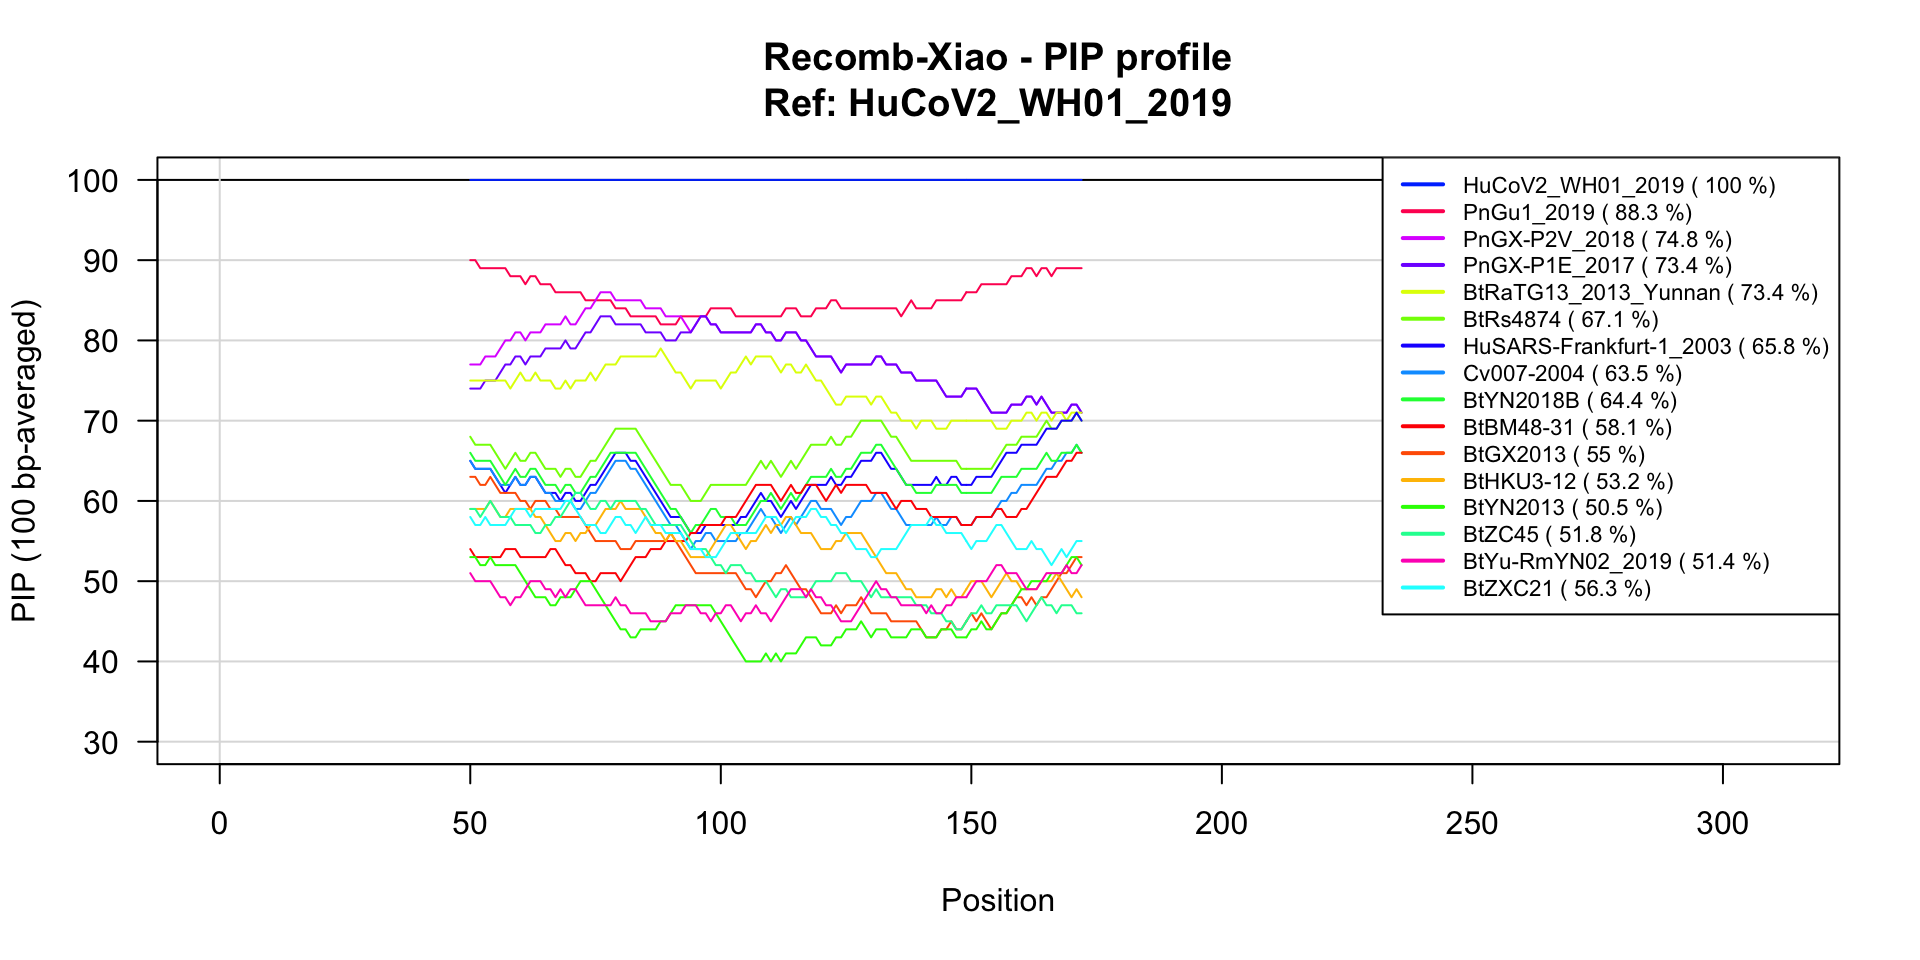 Recomb-Xiao - PIP profile
Ref: HuCoV2_WH01_2019
PIP (100 bp-averaged)
100
90
80
70
60
50
40
30
HuCoV2_WH01_2019 ( 100 %)
PnGu1_2019 ( 88.3 %)
PnGX-P2V_2018 ( 74.8 %)
PnGX-P1E_2017 ( 73.4 %)
BtRaTG13_2013_Yunnan ( 73.4 %)
BtRs4874 ( 67.1 %)
HuSARS-Frankfurt-1_2003 ( 65.8 %)
Cv007-2004 ( 63.5 %)
BtYN2018B ( 64.4 %)
BtBM48-31 ( 58.1 %)
BtGX2013 ( 55 %)
BtHKU3-12 ( 53.2 %)
BtYN2013 ( 50.5 %)
BtZC45 ( 51.8 %)
BtYu-RmYN02_2019 ( 51.4 %)
BtZXC21 ( 56.3 %)
0 50 100 150 200 250 300
Position